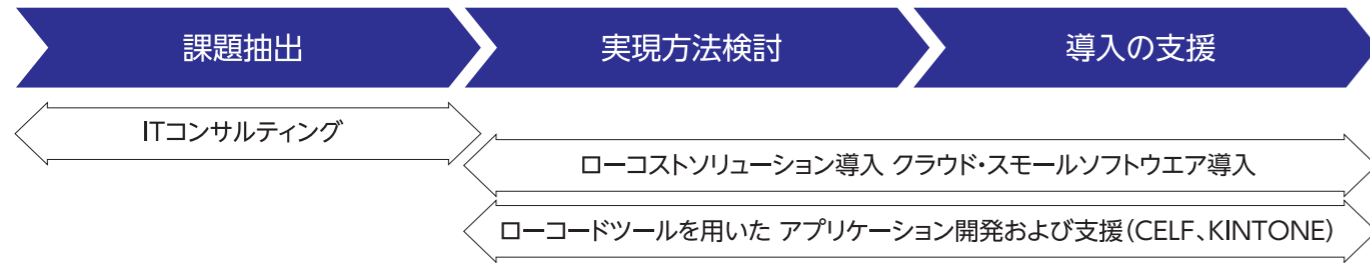 課題抽出
実現方法検討
導入の支援
ITコンサルティング
ローコストソリューション導入 クラウド・スモールソフトウエア導入
ローコードツールを用いた アプリケーション開発および支援(CELF、KINTONE)